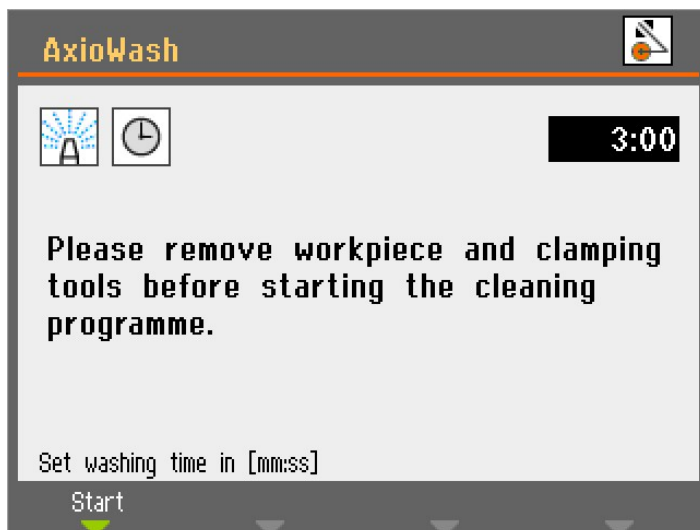 AxioWash
3:00
Please remove workpiece and clamping
tools before starting the cleaning
programme.
Set washing time in [mm:ss]
Start